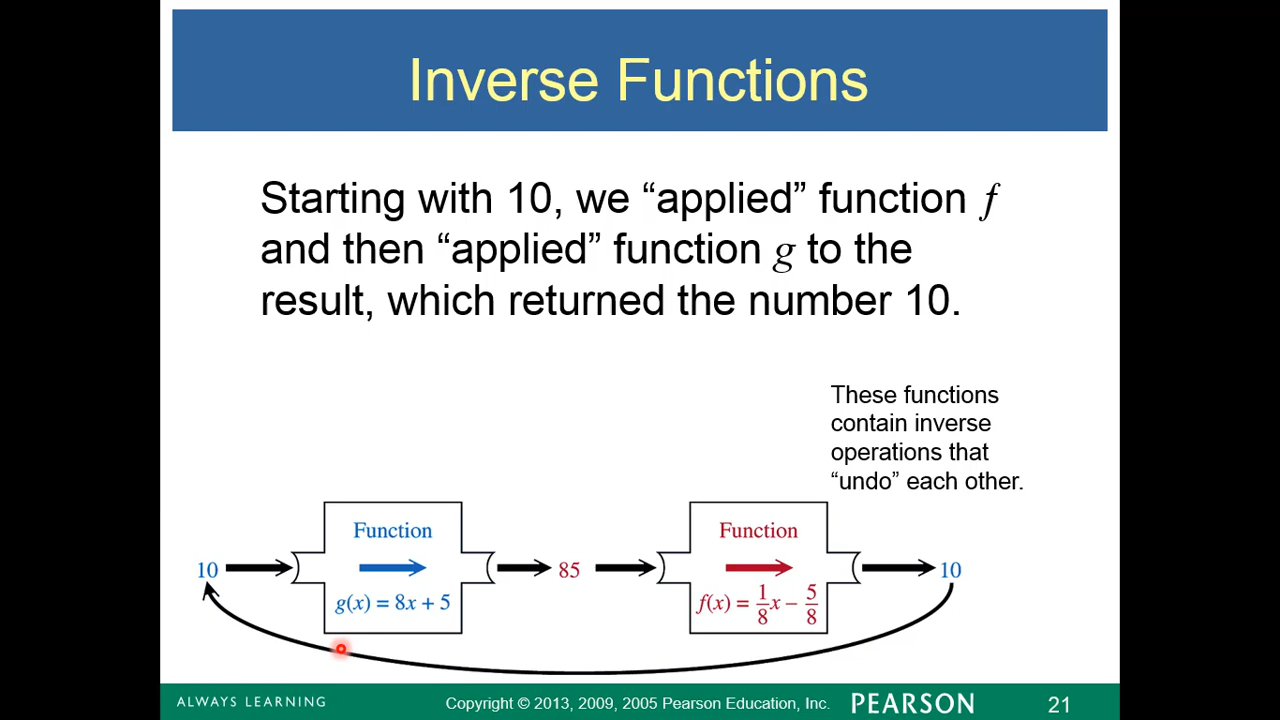 Inverse Functions
Starting with 10, we “applied” function f
and then “applied” function g to the
result, which returned the number 10.
These functions
contain inverse
operations that
“undo” each other.
Function
Function
10
85
10
g(x) = 8x + 5
f(x) = 1/8 x – 5/8
ALWAYS LEARNING
Copyright © 2013, 2009, 2005 Pearson Education, Inc.
PEARSON
21